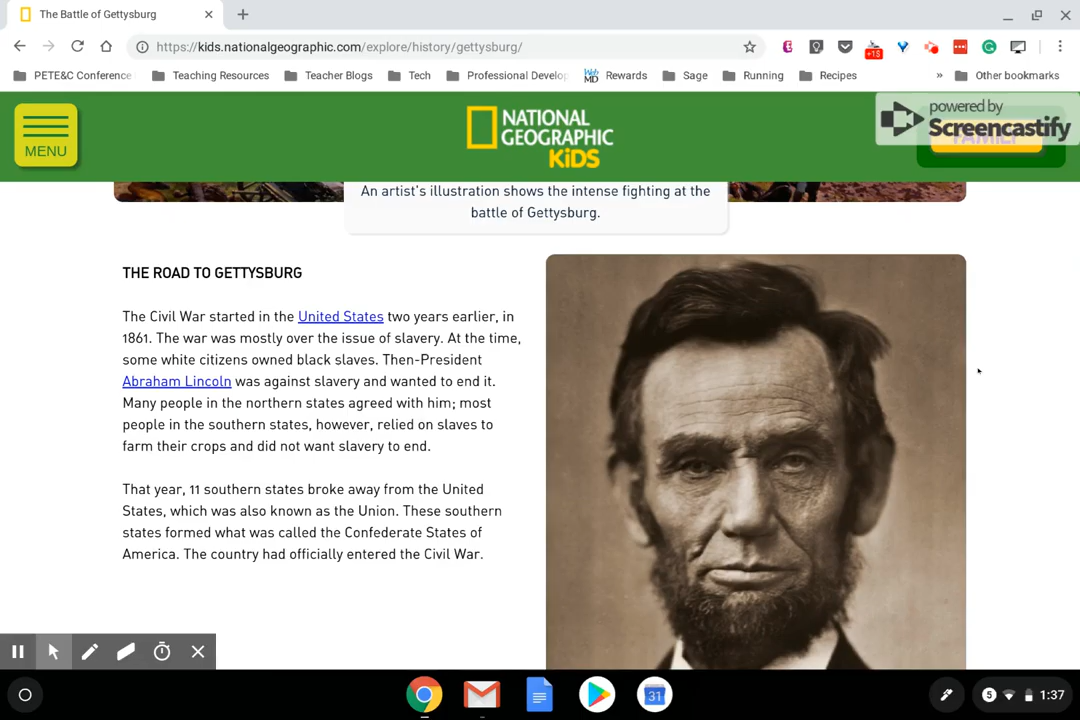 The Battle of Gettysburg
https://kids.nationalgeographic.com/explore/history/gettysburg/
+1$
PETE&C Conference
Teaching Resources
Teacher Blogs
Tech
Professional Develop
Web MD
Rewards
Sage
Running
Recipes
»
Other bookmarks
MENU
NATIONAL
GEOGRAPHIC
KiDS
powered by
Screencastify
An artist's illustration shows the intense fighting at the
battle of Gettysburg.
THE ROAD TO GETTYSBURG
The Civil War started in the United States two years earlier, in
1861. The war was mostly over the issue of slavery. At the time,
some white citizens owned black slaves. Then-President
Abraham Lincoln was against slavery and wanted to end it.
Many people in the northern states agreed with him; most
people in the southern states, however, relied on slaves to
farm their crops and did not want slavery to end.
That year, 11 southern states broke away from the United
States, which was also known as the Union. These southern
states formed what was called the Confederate States of
America. The country had officially entered the Civil War.
31
5
1:37